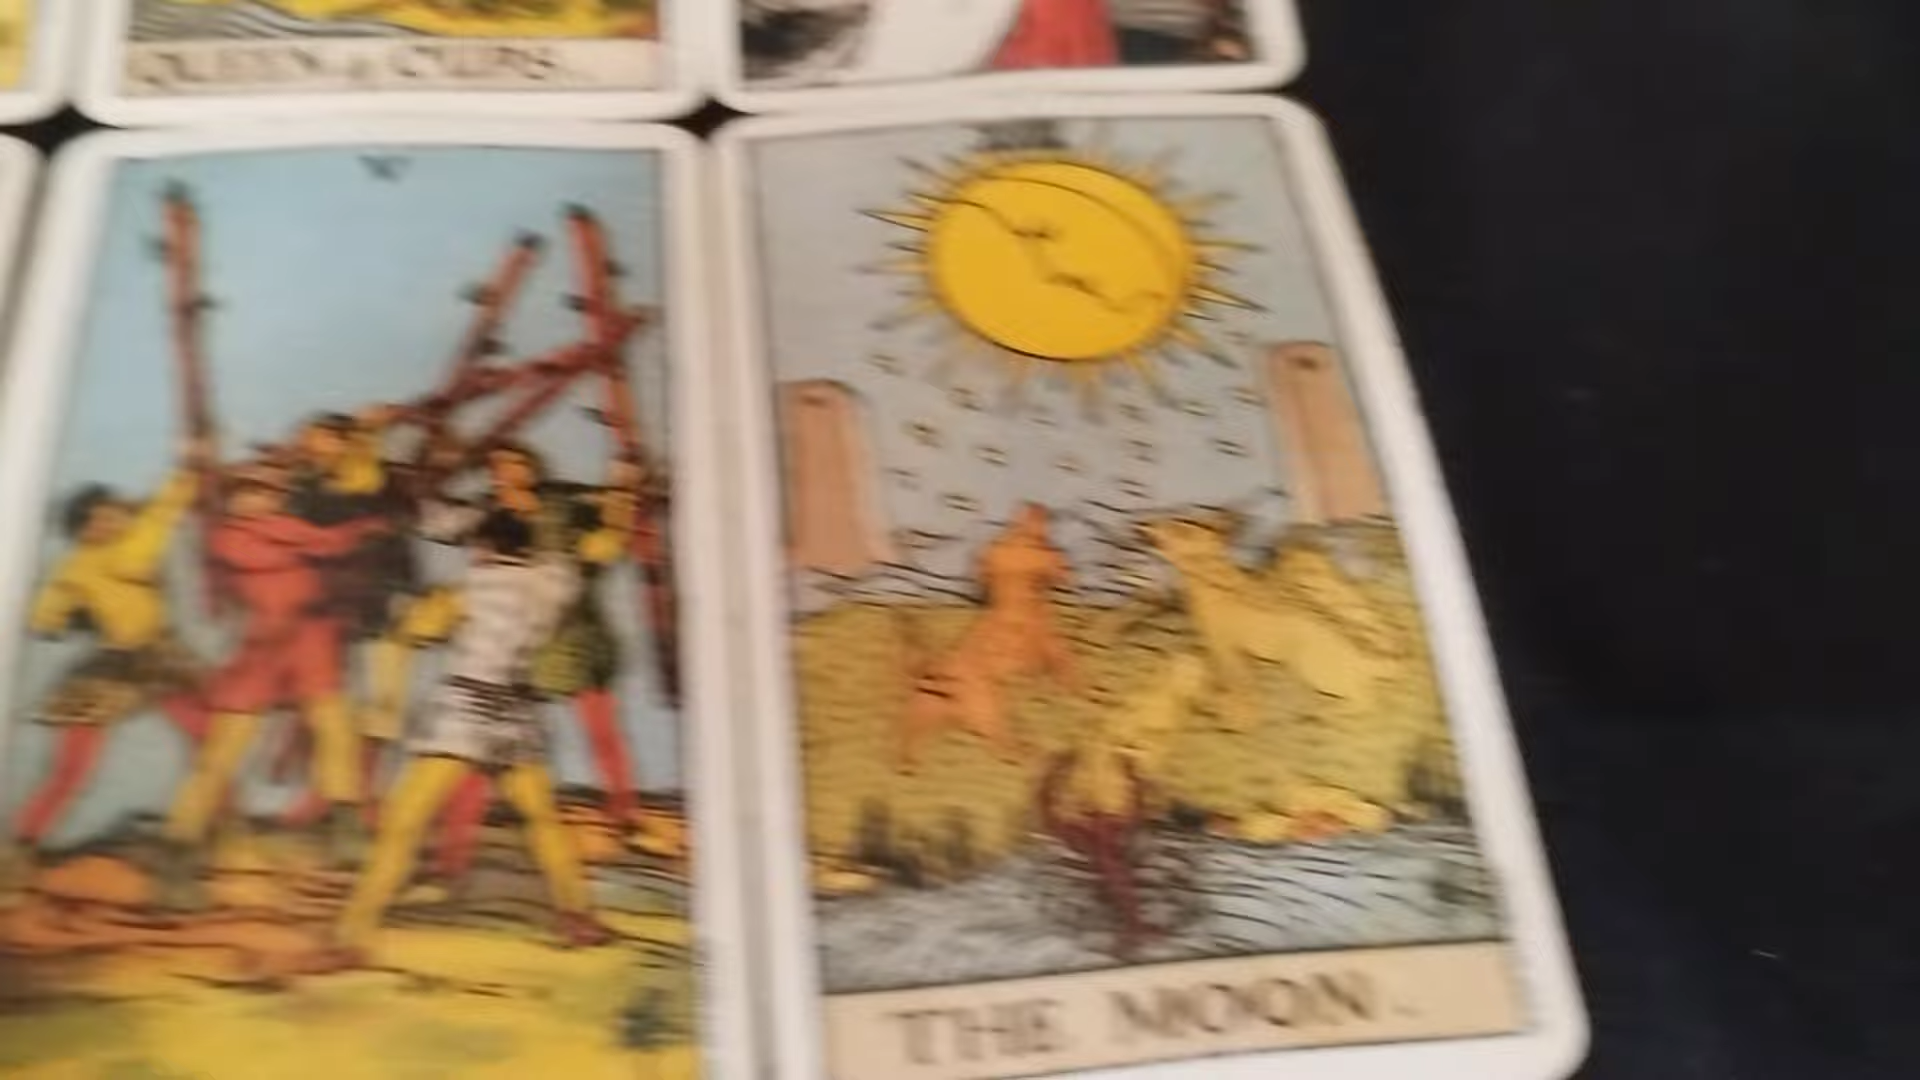 QUEEN of CUPS.
V
THE MOON.